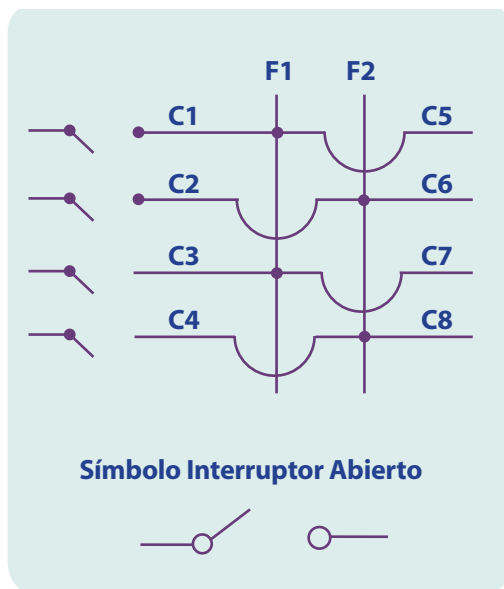 F1 F2
C1 C5
C2 C6
C3 C7
C4 C8
Símbolo Interruptor Abierto